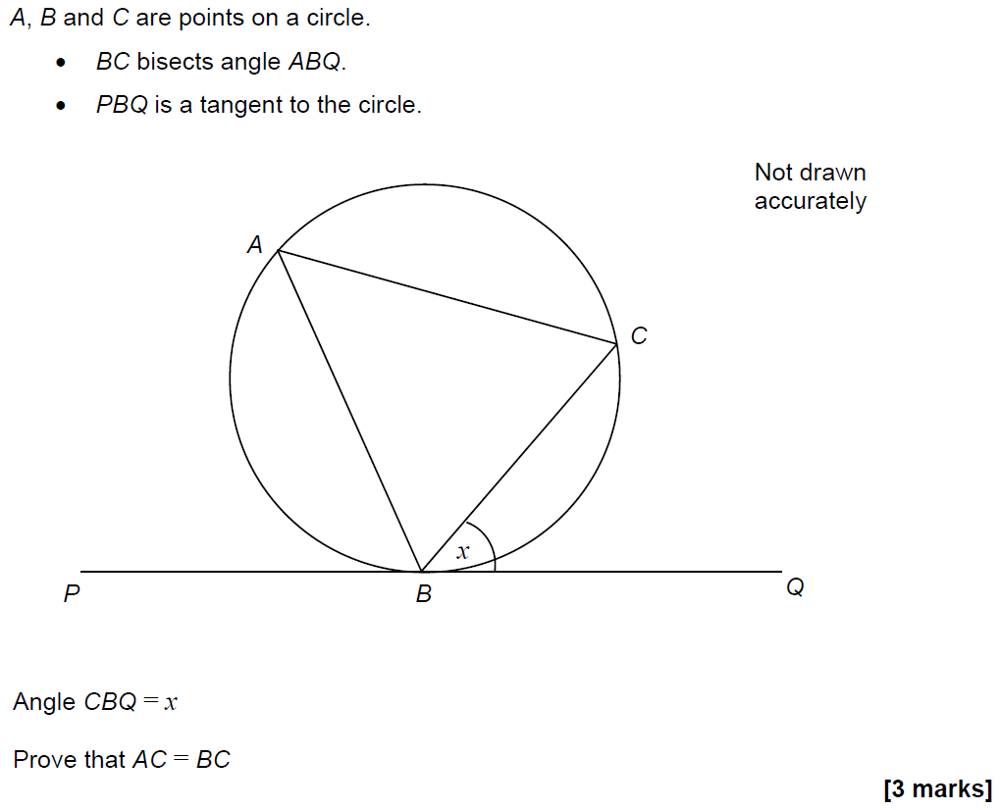 A, B and C are points on a circle.
• BC bisects angle ABQ.
• PBQ is a tangent to the circle.
Not drawn
accurately
A
C
x
P
B
Q
Angle CBQ = x
Prove that AC = BC
[3 marks]